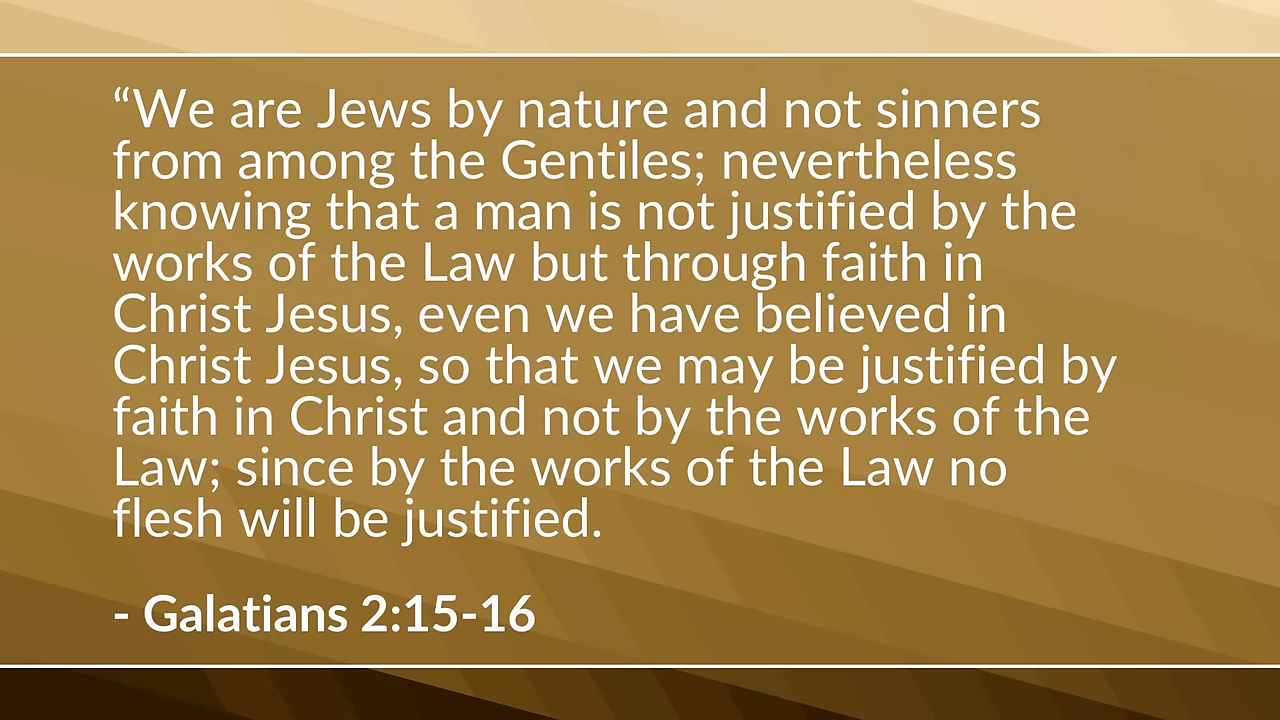 “We are Jews by nature and not sinners
from among the Gentiles; nevertheless
knowing that a man is not justified by the
works of the Law but through faith in
Christ Jesus, even we have believed in
Christ Jesus, so that we may be justified by
faith in Christ and not by the works of the
Law; since by the works of the Law no
flesh will be justified.
- Galatians 2:15-16